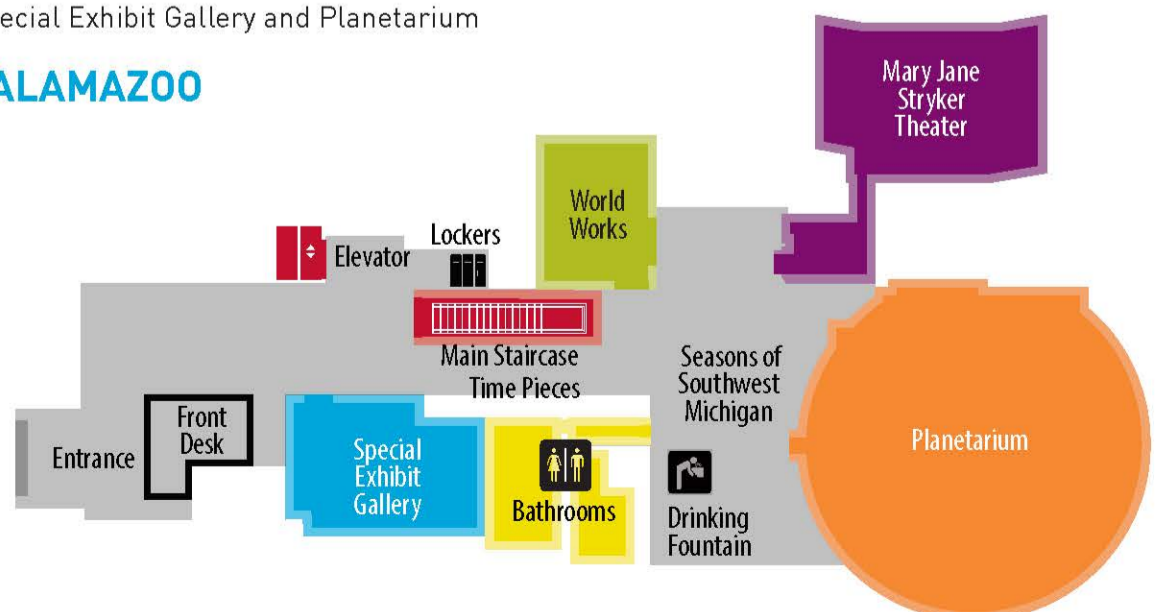 ecial Exhibit Gallery and Planetarium
ALAMAZOO
Mary Jane
Stryker
Theater
World
Works
Lockers
Elevator
Main Staircase
Time Pieces
Seasons of
Southwest
Michigan
Front
Desk
Entrance
Special
Exhibit
Gallery
Bathrooms
Drinking
Fountain
Planetarium